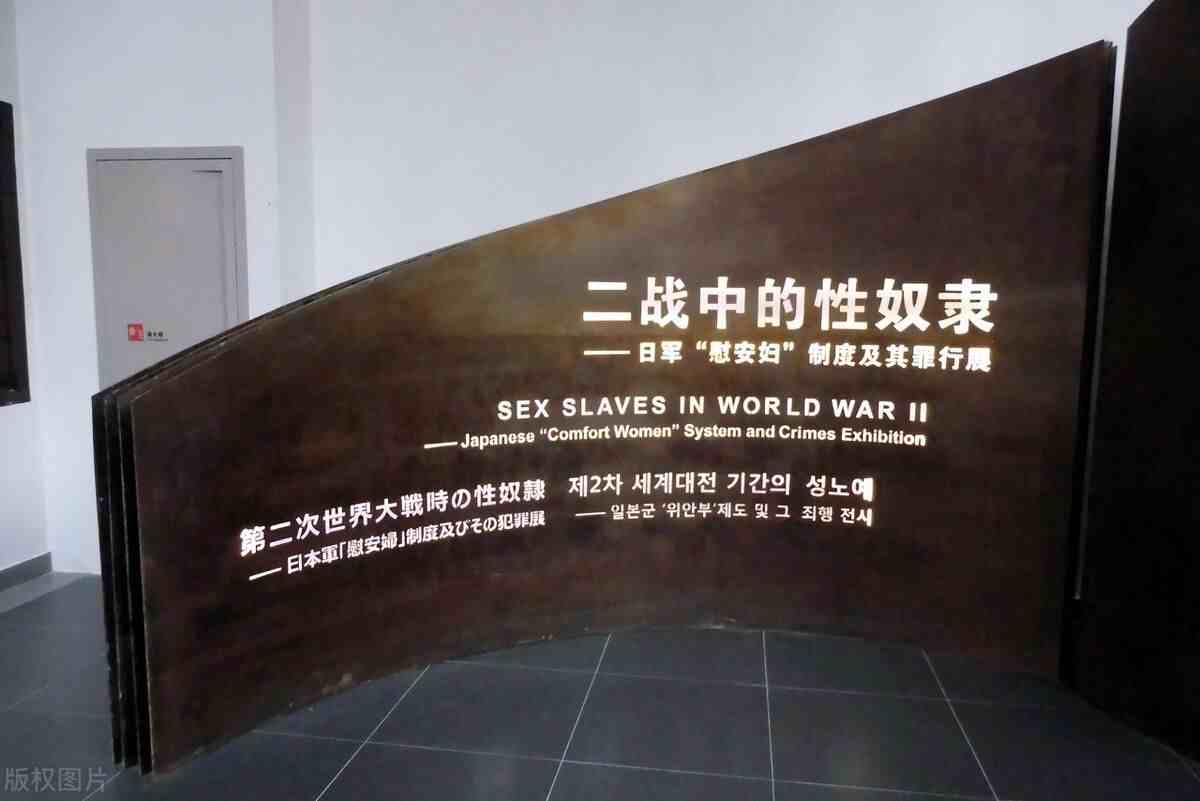 二战中的性奴隶
——日军“慰安妇”制度及其罪行展
SEX SLAVES IN WORLD WAR II
——Japanese “Comfort Women” System and Crimes Exhibition
第二次世界大戦時の性奴隷
——日本軍「慰安婦」制度及びその犯罪展
제2차 세계대전 기간의 성노예
——일본군 '위안부'제도 및 그 죄행 전시
版权图片